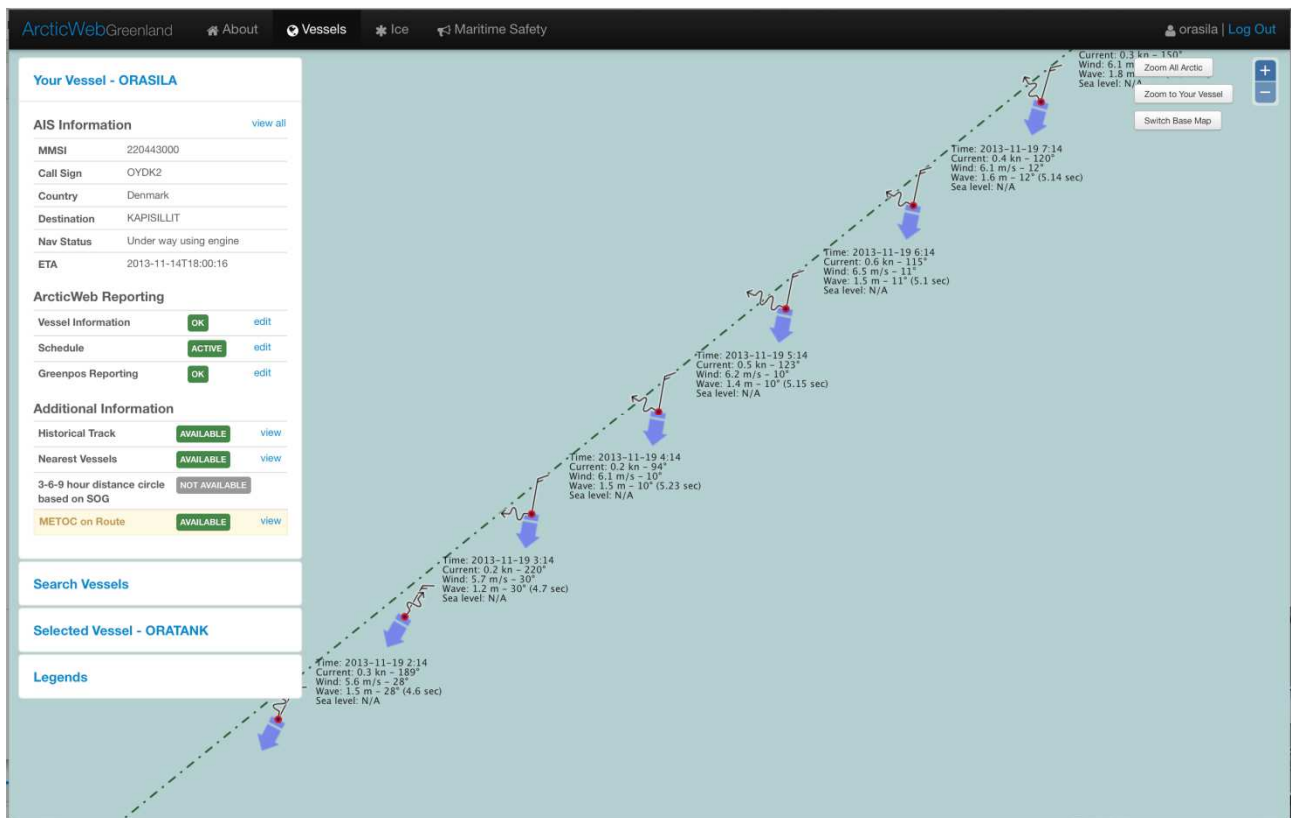 ArcticWebGreenland About Vessels Ice Maritime Safety orasila | Log Out
Your Vessel - ORASILA
AIS Information view all
MMSI 220443000
Call Sign OYDK2
Country Denmark
Destination KAPISILLIT
Nav Status Under way using engine
ETA 2013-11-14T18:00:16
ArcticWeb Reporting
Vessel Information OK edit
Schedule ACTIVE edit
Greenpos Reporting OK edit
Additional Information
Historical Track AVAILABLE view
Nearest Vessels AVAILABLE view
3-6-9 hour distance circle NOT AVAILABLE
based on SOG
METOC on Route AVAILABLE view
Search Vessels
Selected Vessel - ORATANK
Legends
Current: 0.3 kn - 150°
Wind: 6.1 m
Wave: 1.8 m
Sea level: N/A
Zoom All Arctic
Zoom to Your Vessel
Switch Base Map
+
−
Time: 2013-11-19 7:14
Current: 0.4 kn - 120°
Wind: 6.1 m/s - 12°
Wave: 1.6 m - 12° (5.14 sec)
Sea level: N/A
Time: 2013-11-19 6:14
Current: 0.6 kn - 115°
Wind: 6.5 m/s - 11°
Wave: 1.5 m - 11° (5.1 sec)
Sea level: N/A
Time: 2013-11-19 5:14
Current: 0.5 kn - 123°
Wind: 6.2 m/s - 10°
Wave: 1.4 m - 10° (5.15 sec)
Sea level: N/A
Time: 2013-11-19 4:14
Current: 0.2 kn - 94°
Wind: 6.1 m/s - 10°
Wave: 1.5 m - 10° (5.23 sec)
Sea level: N/A
Time: 2013-11-19 3:14
Current: 0.2 kn - 220°
Wind: 5.7 m/s - 30°
Wave: 1.2 m - 30° (4.7 sec)
Sea level: N/A
Time: 2013-11-19 2:14
Current: 0.3 kn - 189°
Wind: 5.6 m/s - 28°
Wave: 1.5 m - 28° (4.6 sec)
Sea level: N/A